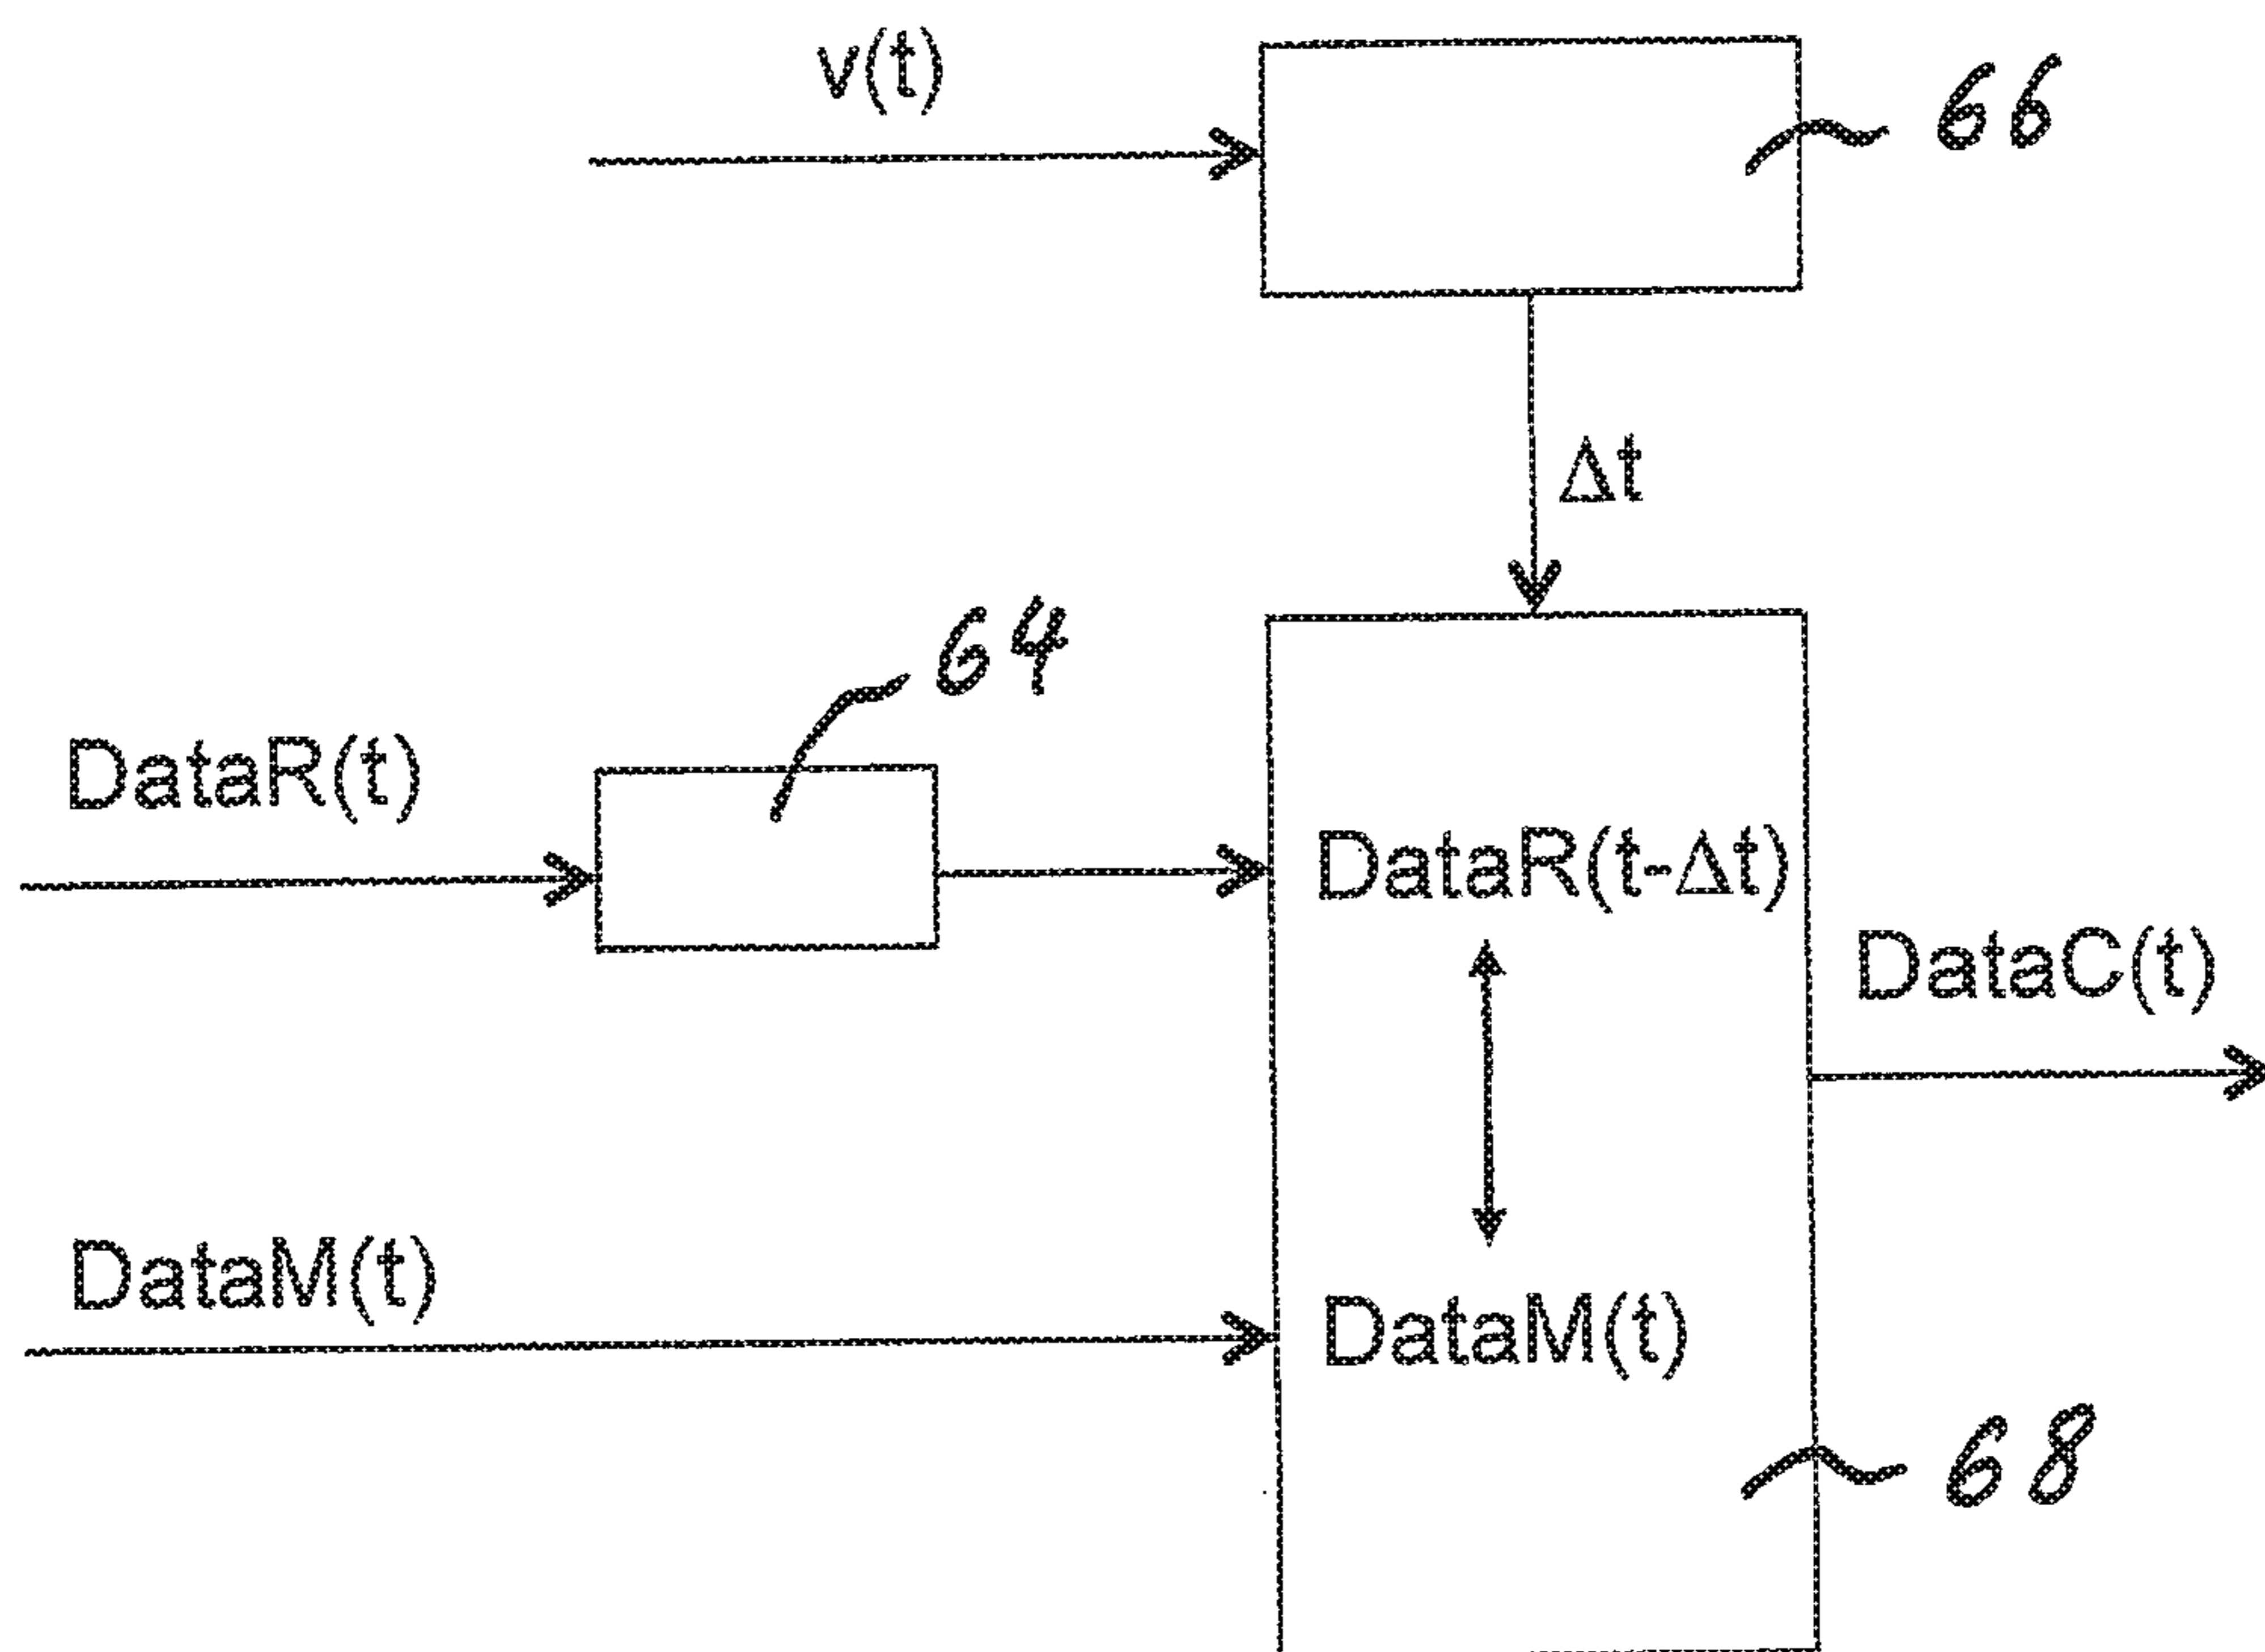 v(t)
66
Δt
64
DataR(t)
DataR(t-Δt)
DataC(t)
DataM(t)
DataM(t)
68